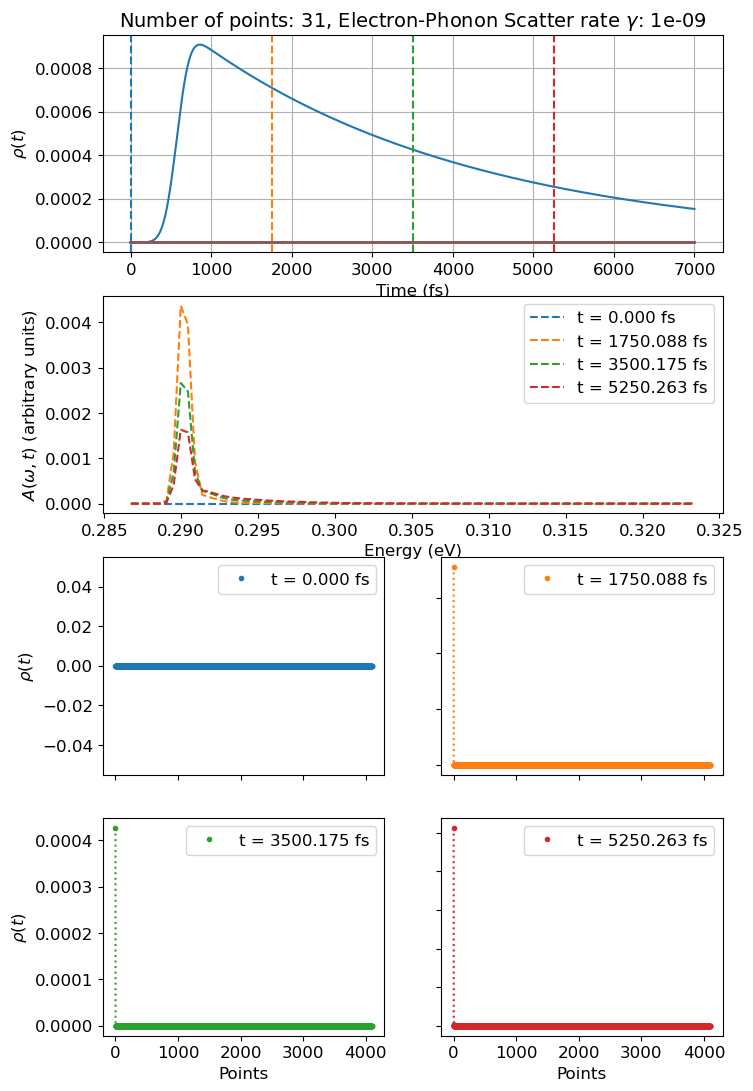 Number of points: 31, Electron-Phonon Scatter rate γ: 1e-09
ρ(t)
0.0008
0.0006
0.0004
0.0002
0.0000
0 1000 2000 3000 4000 5000 6000 7000
Time (fs)
A(ω, t) (arbitrary units)
0.004
0.003
0.002
0.001
0.000
t = 0.000 fs
t = 1750.088 fs
t = 3500.175 fs
t = 5250.263 fs
0.285 0.290 0.295 0.300 0.305 0.310 0.315 0.320 0.325
Energy (eV)
ρ(t)
0.04
0.02
0.00
−0.02
−0.04
t = 0.000 fs
t = 1750.088 fs
ρ(t)
0.0004
0.0003
0.0002
0.0001
0.0000
t = 3500.175 fs
0 1000 2000 3000 4000
Points
t = 5250.263 fs
0 1000 2000 3000 4000
Points